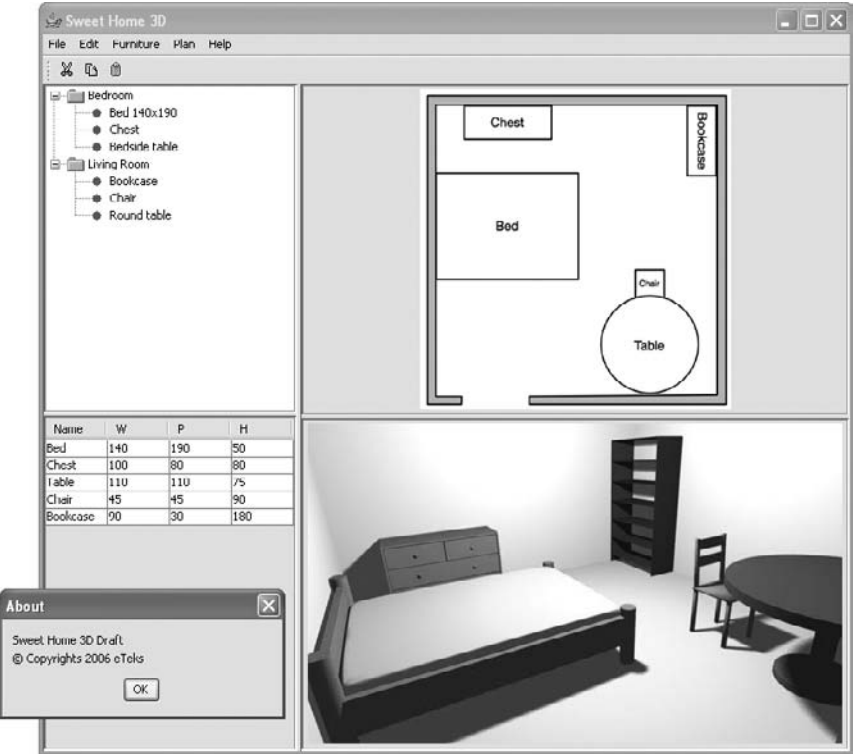 Sweet Home 3D
File Edit Furniture Plan Help
Bedroom
Bed 140x190
Chest
Bedside table
Living Room
Bookcase
Chair
Round table
Chest
Bookcase
Bed
Chair
Table
Name W P H
Bed 140 190 50
Chest 100 80 80
Table 110 110 75
Chair 45 45 90
Bookcase 90 30 180
About
Sweet Home 3D Draft
© Copyrights 2006 eTeks
OK